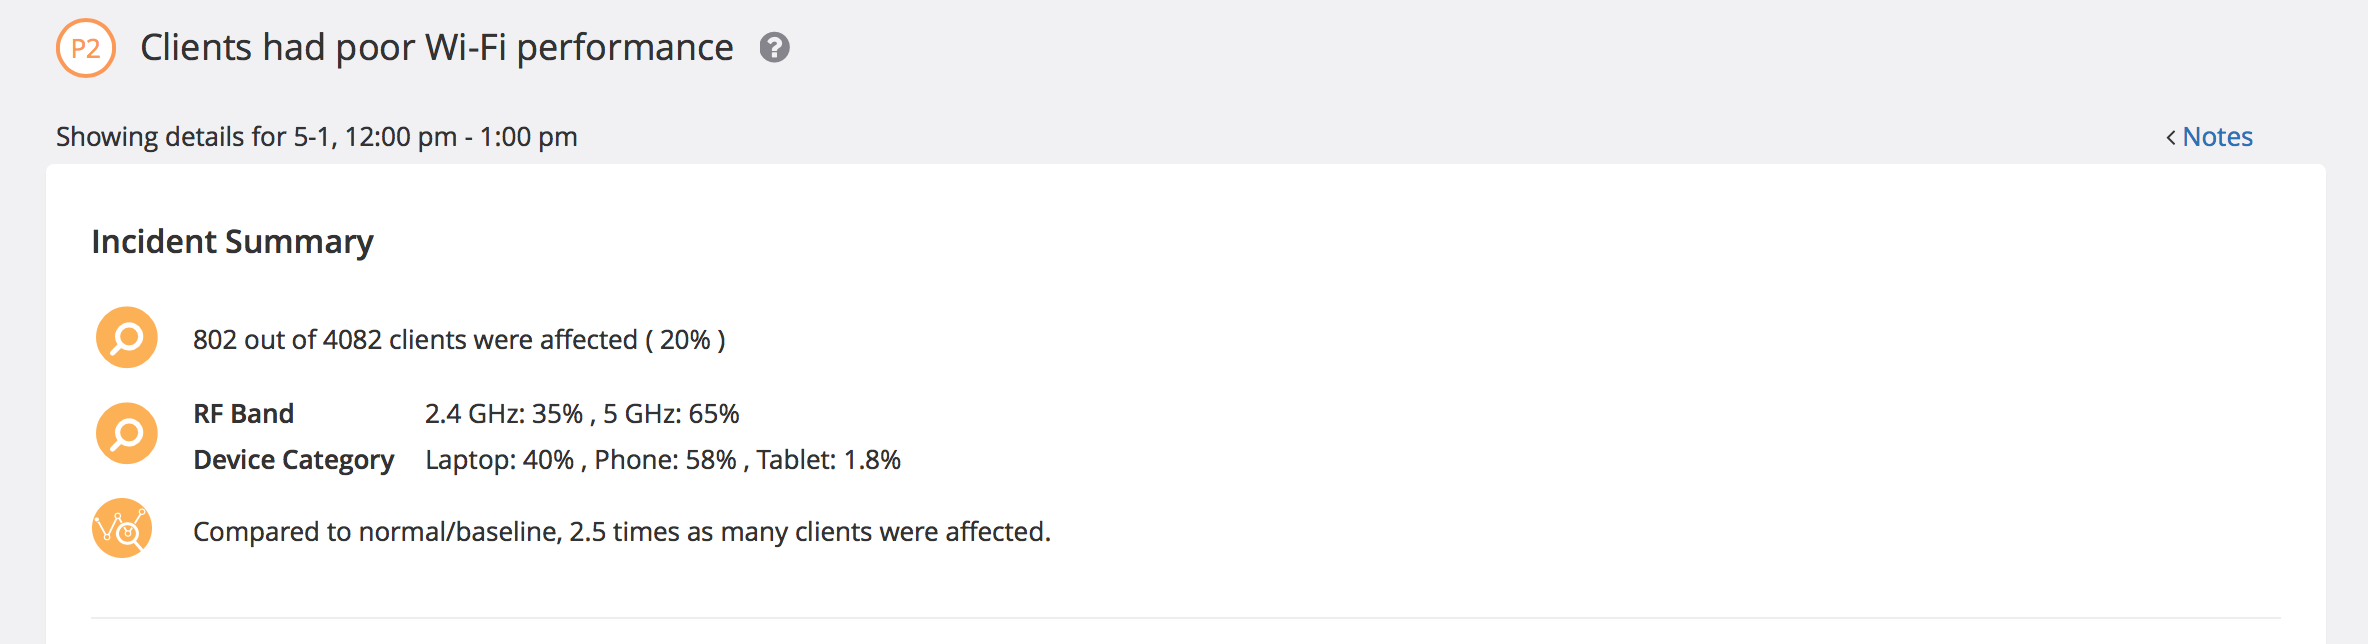 P2 Clients had poor Wi-Fi performance ?
Showing details for 5-1, 12:00 pm - 1:00 pm
< Notes
Incident Summary
802 out of 4082 clients were affected ( 20% )
RF Band 2.4 GHz: 35% , 5 GHz: 65%
Device Category Laptop: 40% , Phone: 58% , Tablet: 1.8%
Compared to normal/baseline, 2.5 times as many clients were affected.